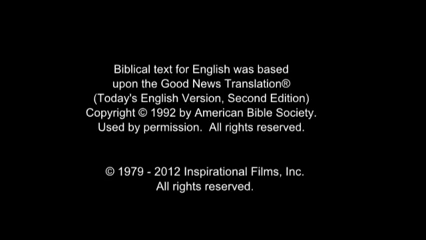 Biblical text for English was based
upon the Good News Translation®
(Today's English Version, Second Edition)
Copyright © 1992 by American Bible Society.
Used by permission.  All rights reserved.
© 1979 - 2012 Inspirational Films, Inc.
All rights reserved.